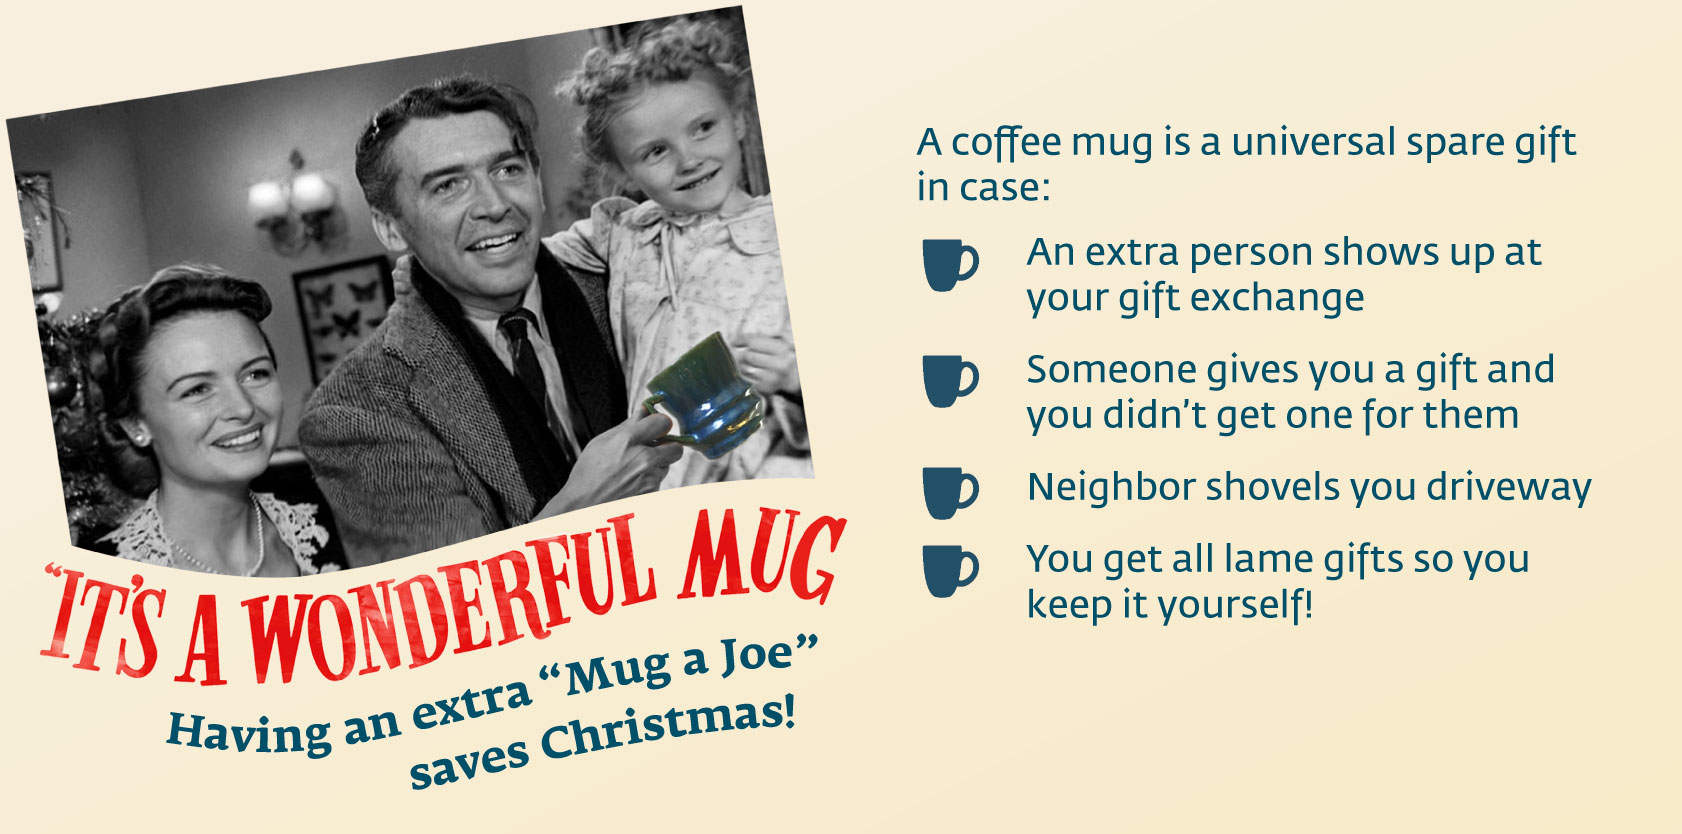 "IT'S A WONDERFUL MUG
Having an extra “Mug a Joe”
saves Christmas!
A coffee mug is a universal spare gift
in case:
An extra person shows up at
your gift exchange
Someone gives you a gift and
you didn't get one for them
Neighbor shovels you driveway
You get all lame gifts so you
keep it yourself!